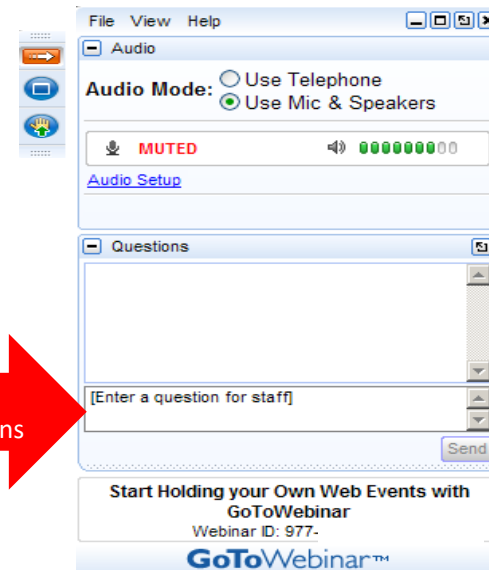 File View Help
Audio
Audio Mode: Use Telephone
Use Mic & Speakers
MUTED
Audio Setup
Questions
[Enter a question for staff]
Send
Start Holding your Own Web Events with
GoToWebinar
Webinar ID: 977-
GoToWebinar™